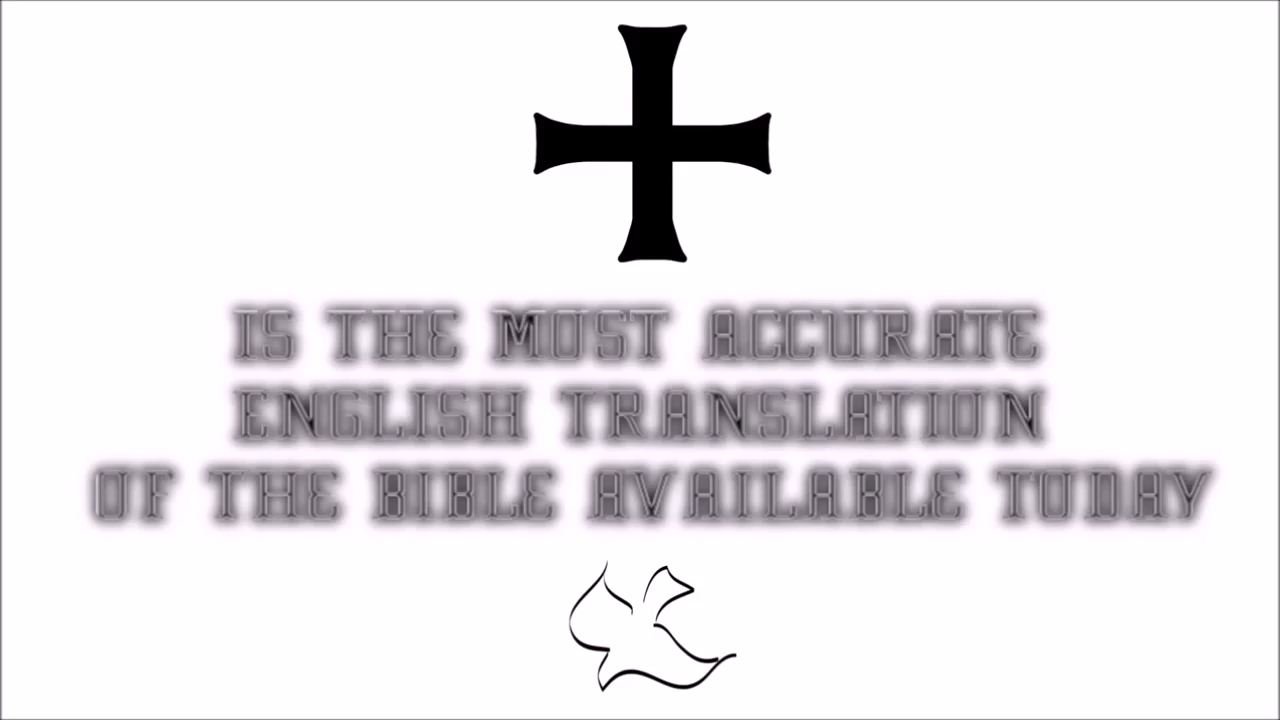 IS THE MOST ACCURATE
ENGLISH TRANSLATION
OF THE BIBLE AVAILABLE TODAY